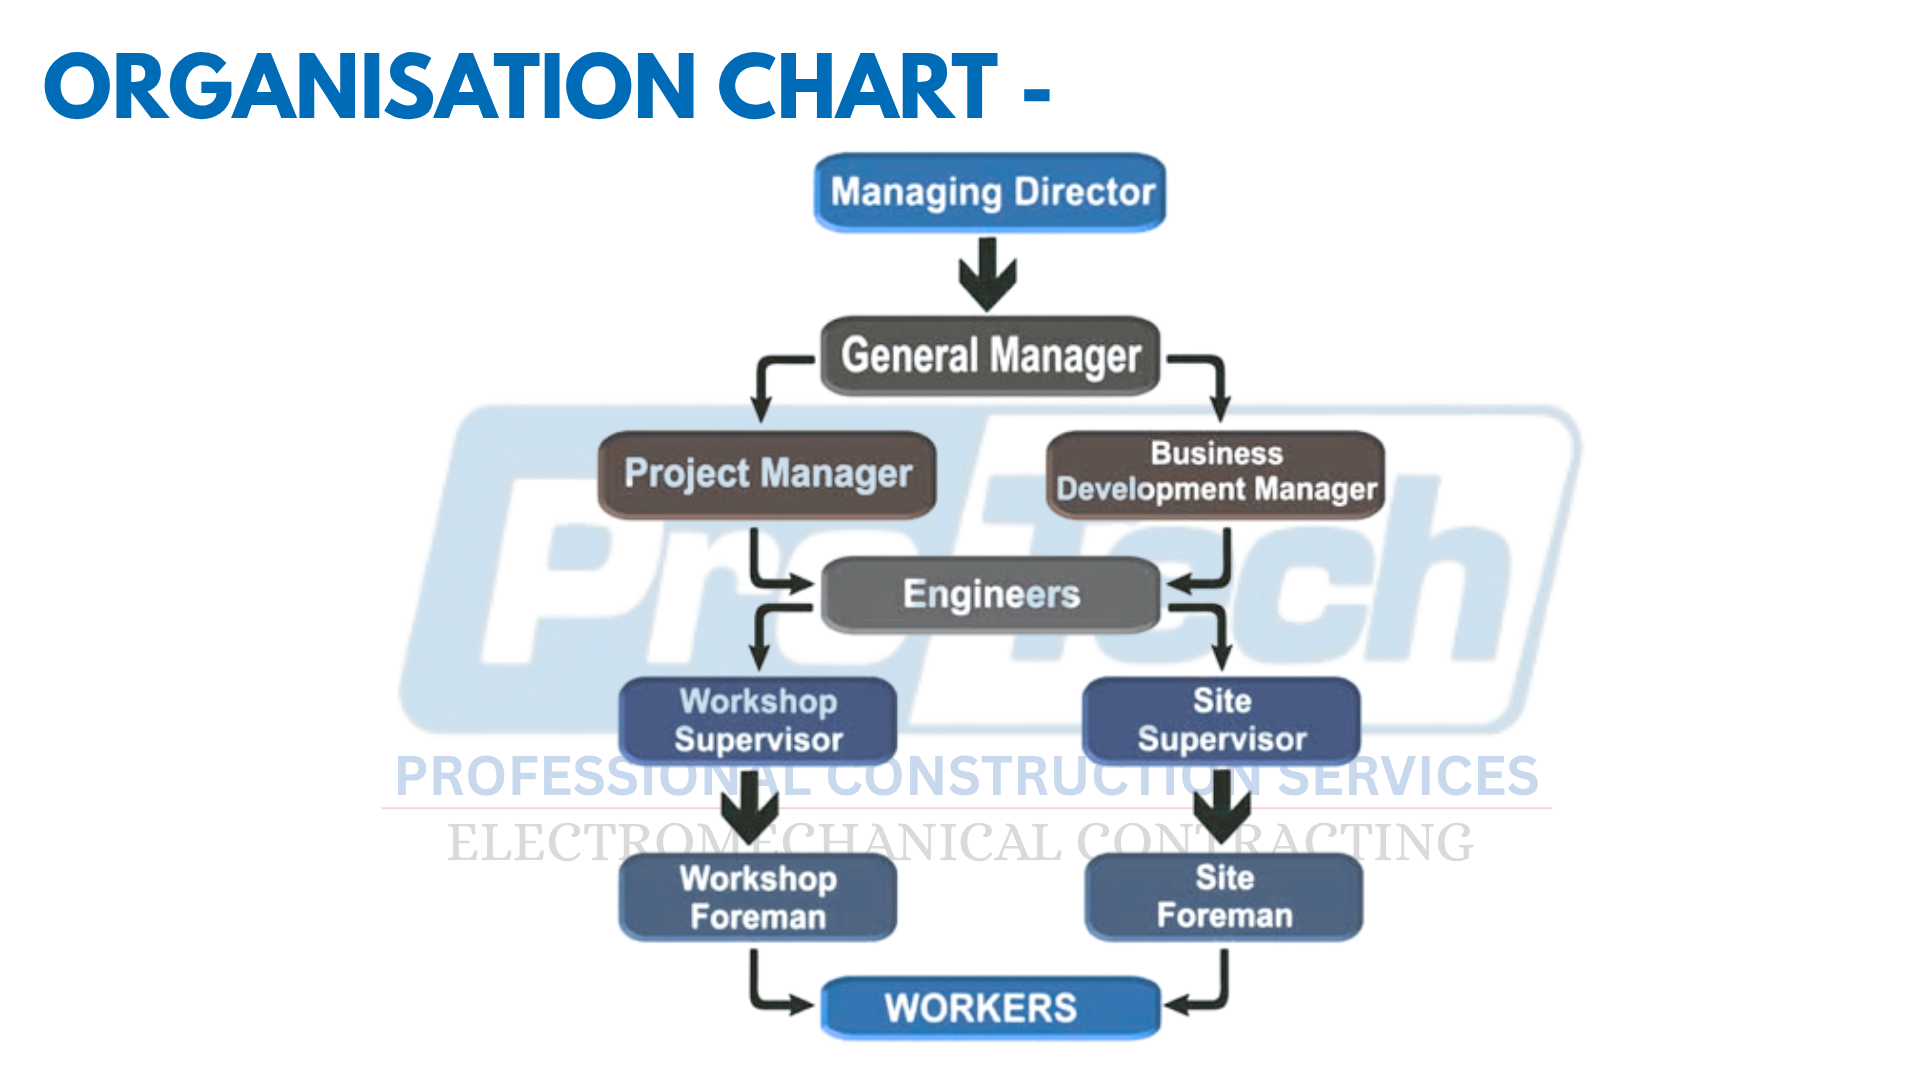 ORGANISATION CHART -
Managing Director
General Manager
Project Manager
Business
Development Manager
ProTech
Engineers
Workshop
Supervisor
Site
Supervisor
PROFESSIONAL CONSTRUCTION SERVICES
ELECTROMECHANICAL CONTRACTING
Workshop
Foreman
Site
Foreman
WORKERS